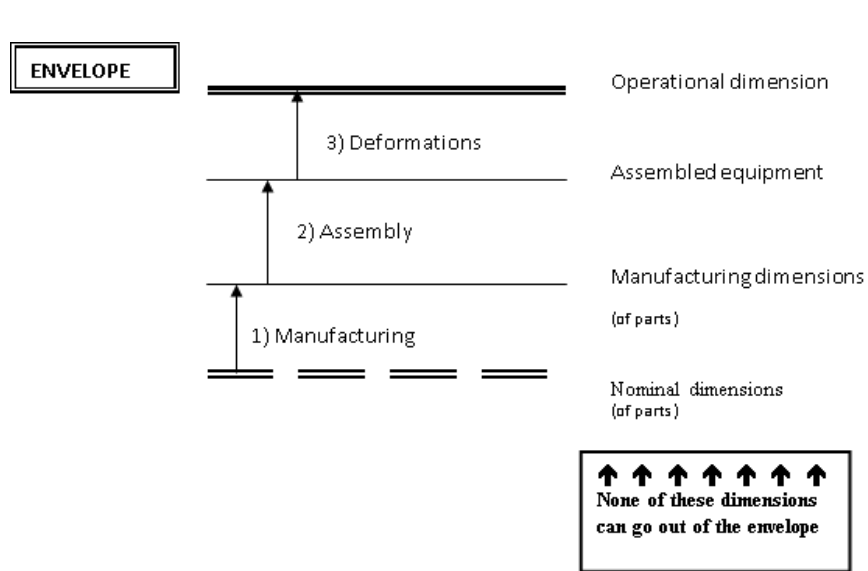 ENVELOPE
Operational dimension
3) Deformations
Assembled equipment
2) Assembly
Manufacturing dimensions
(of parts)
1) Manufacturing
Nominal dimensions
(of parts)
None of these dimensions
can go out of the envelope